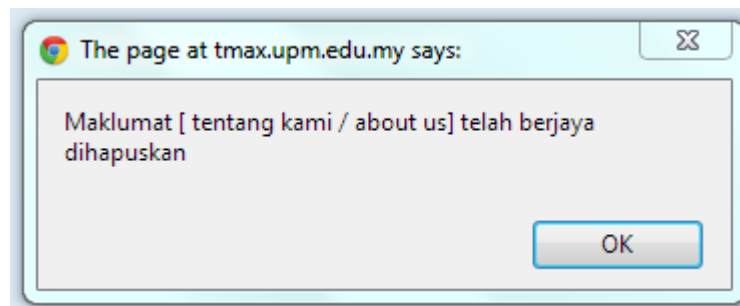 The page at tmax.upm.edu.my says:
Maklumat [ tentang kami / about us] telah berjaya
dihapuskan
OK